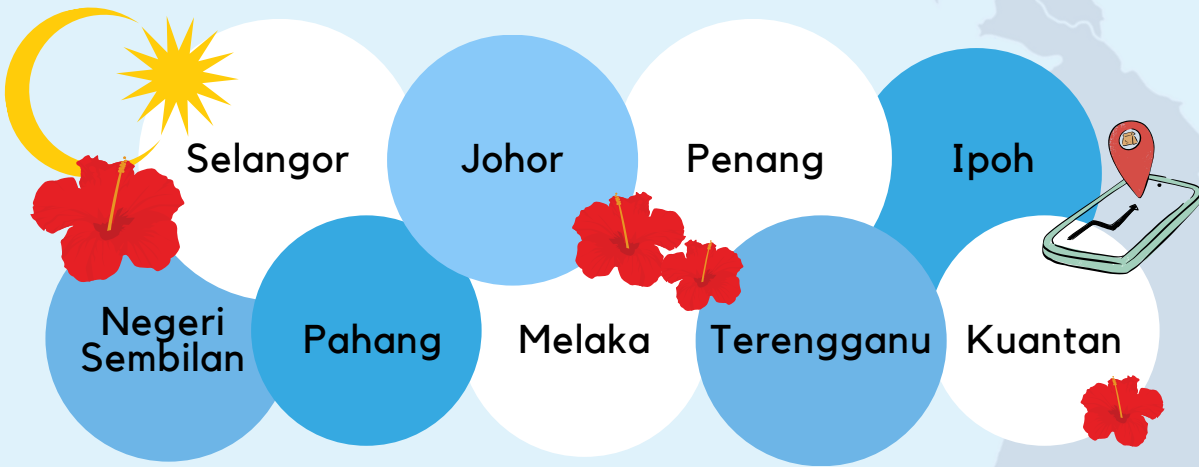 Selangor
Johor
Penang
Ipoh
Negeri
Sembilan
Pahang
Melaka
Terengganu
Kuantan